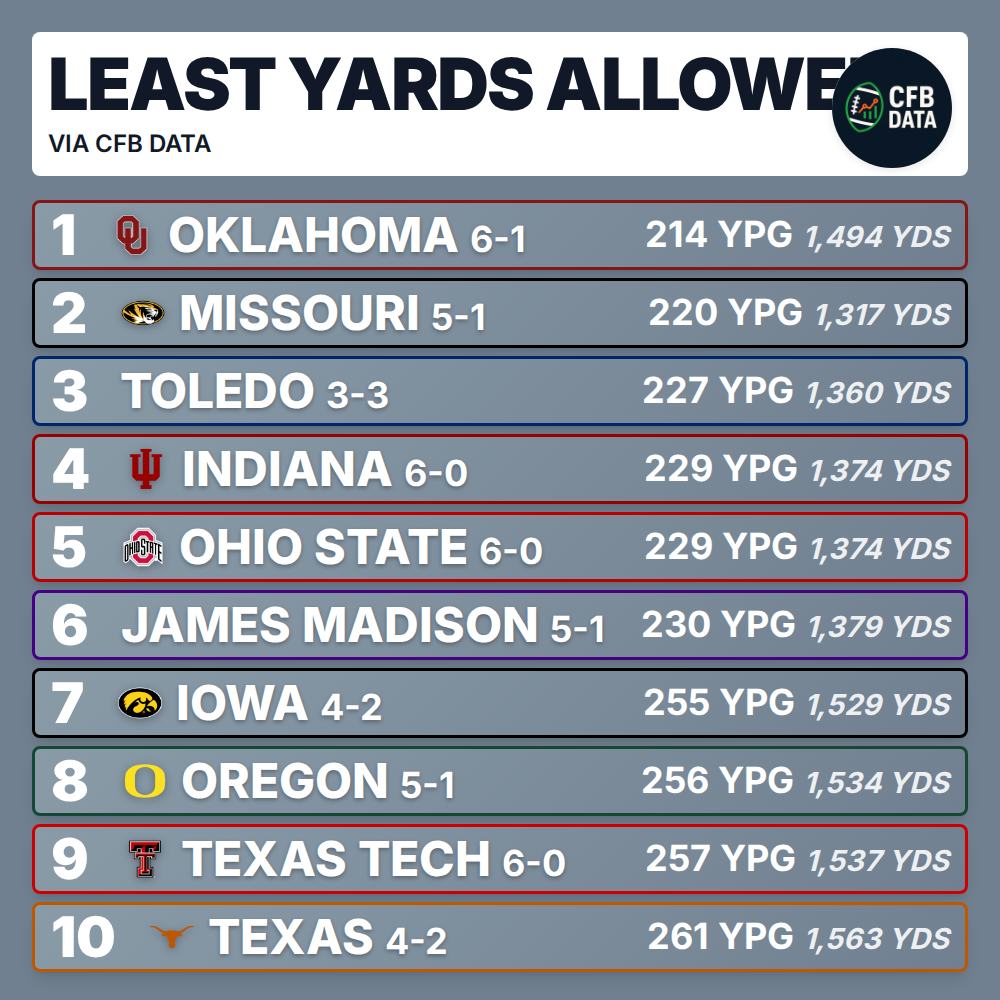 LEAST YARDS ALLOWE
VIA CFB DATA
CFB
DATA
1 OKLAHOMA 6-1 214 YPG 1,494 YDS
2 MISSOURI 5-1 220 YPG 1,317 YDS
3 TOLEDO 3-3 227 YPG 1,360 YDS
4 INDIANA 6-0 229 YPG 1,374 YDS
5 OHIO STATE OHIO STATE 6-0 229 YPG 1,374 YDS
6 JAMES MADISON 5-1 230 YPG 1,379 YDS
7 IOWA 4-2 255 YPG 1,529 YDS
8 OREGON 5-1 256 YPG 1,534 YDS
9 TEXAS TECH 6-0 257 YPG 1,537 YDS
10 TEXAS 4-2 261 YPG 1,563 YDS